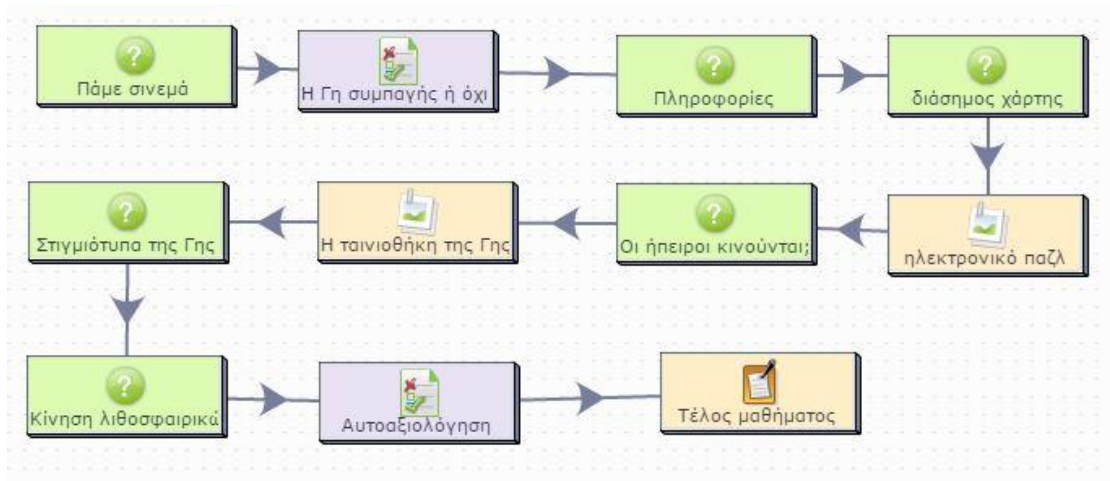 Πάμε σινεμά
Η Γη συμπαγής ή όχι
Πληροφορίες
διάσημος χάρτης
ηλεκτρονικό παζλ
Οι ήπειροι κινούνται;
Η ταινιοθήκη της Γης
Στιγμιότυπα της Γης
Κίνηση λιθοσφαιρικώ
Αυτοαξιολόγηση
Τέλος μαθήματος